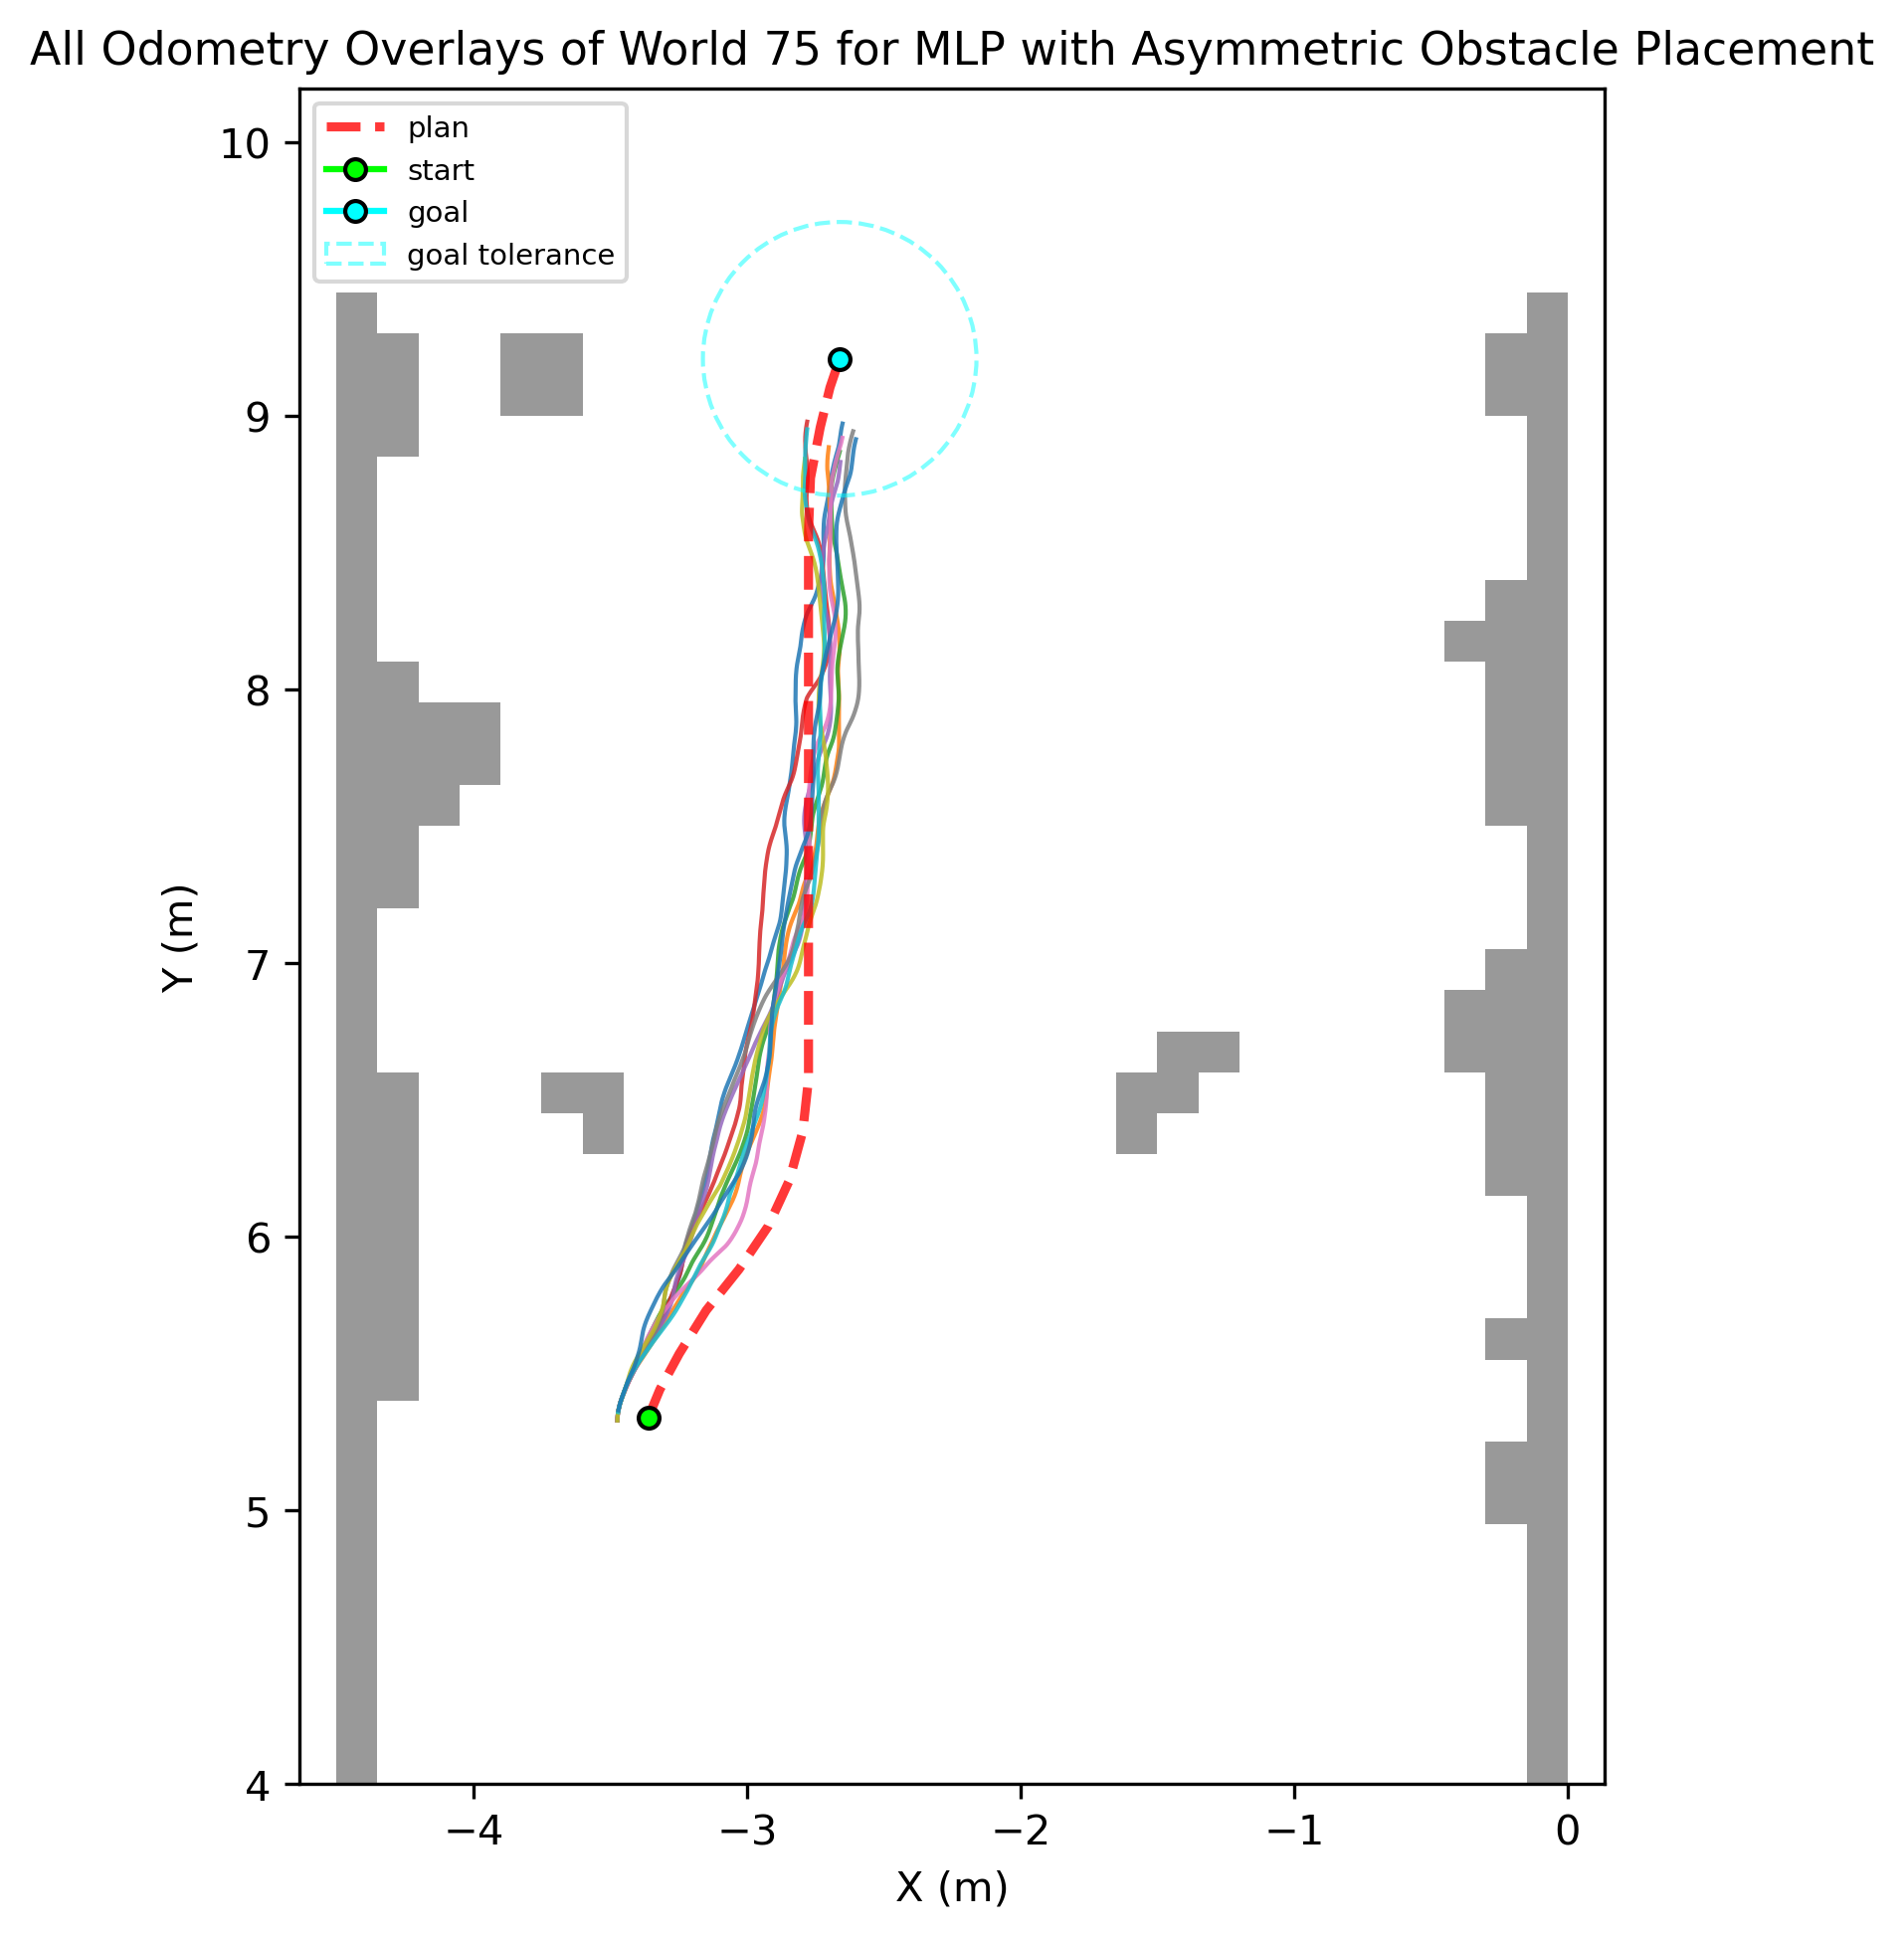 All Odometry Overlays of World 75 for MLP with Asymmetric Obstacle Placement
plan
start
goal
goal tolerance
10
9
8
7
6
5
4
Y (m)
−4
−3
−2
−1
0
X (m)